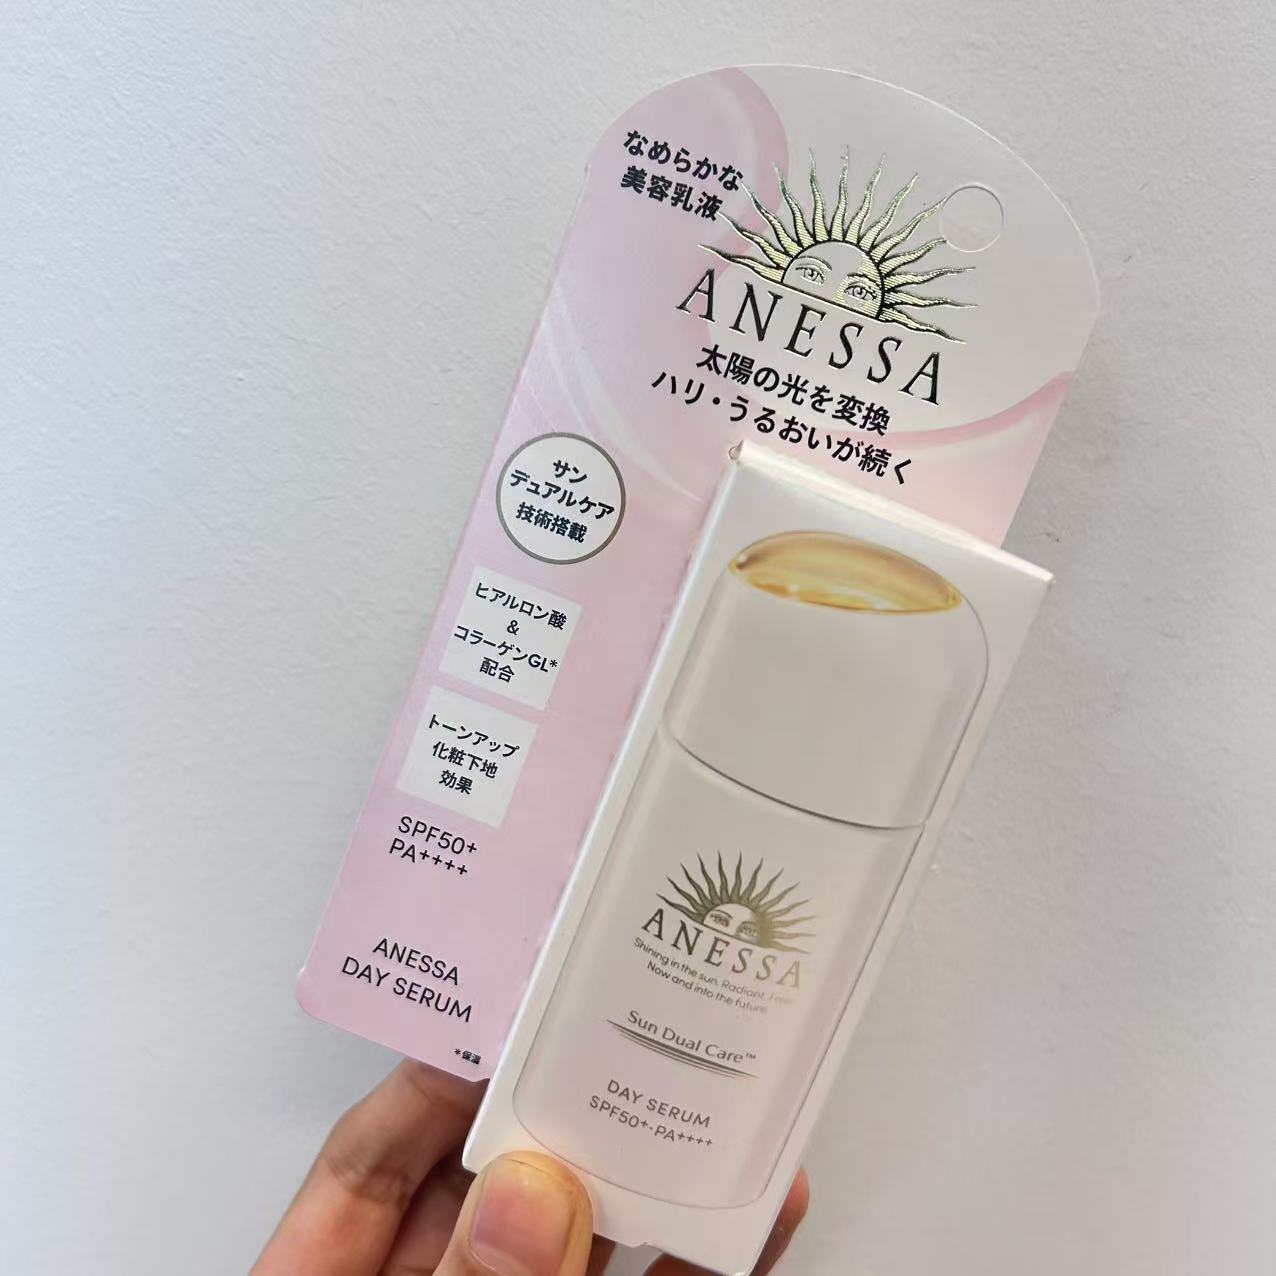 なめらかな
美容乳液
ANESSA
太陽の光を変換
ハリ・うるおいが続く
サン
デュアルケア
技術搭載
ヒアルロン酸
&
コラーゲンGL*
配合
トーンアップ
化粧下地
効果
SPF50+
PA++++
ANESSA
DAY SERUM
*保湿
ANESSA
Shining in the sun, Radiant.
Now and into the future
Sun Dual Care™
DAY SERUM
SPF50+·PA++++